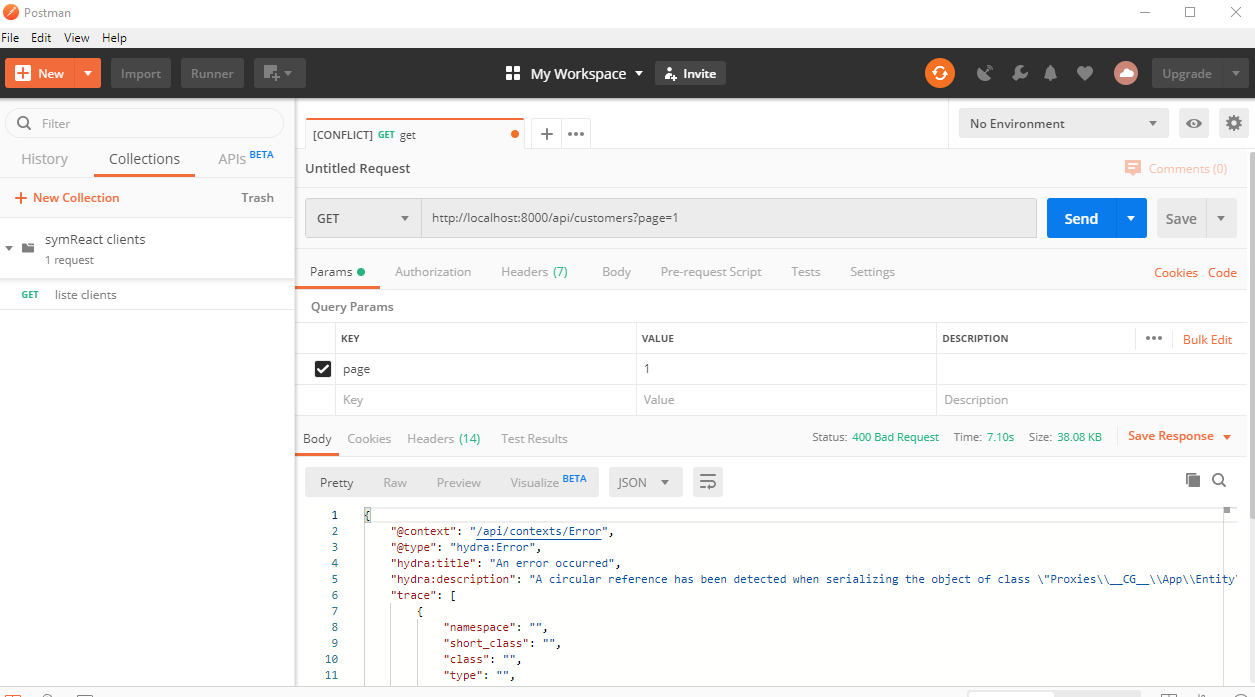 Postman
File Edit View Help
New Import Runner My Workspace Invite Upgrade
Filter
History Collections APIs BETA
New Collection Trash
symReact clients
1 request
GET liste clients
[CONFLICT] GET get
No Environment
Untitled Request
Comments (0)
GET http://localhost:8000/api/customers?page=1 Send Save
Params Authorization Headers (7) Body Pre-request Script Tests Settings Cookies Code
Query Params
KEY VALUE DESCRIPTION Bulk Edit
page 1
Key Value Description
Body Cookies Headers (14) Test Results Status: 400 Bad Request Time: 7.10s Size: 38.08 KB Save Response
Pretty Raw Preview Visualize BETA JSON
1 {
2 "@context": "/api/contexts/Error",
3 "@type": "hydra:Error",
4 "hydra:title": "An error occurred",
5 "hydra:description": "A circular reference has been detected when serializing the object of class \"Proxies\\__CG__\\App\\Entity
6 "trace": [
7 {
8 "namespace": "",
9 "short_class": "",
10 "class": "",
11 "type": "",